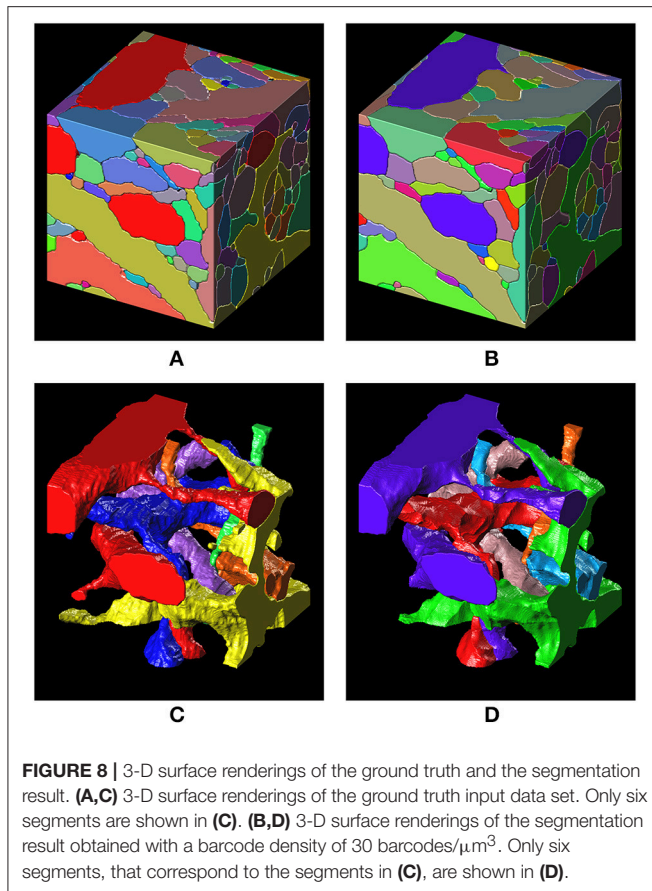 A
B
C
D
FIGURE 8 | 3-D surface renderings of the ground truth and the segmentation
result. (A,C) 3-D surface renderings of the ground truth input data set. Only six
segments are shown in (C). (B,D) 3-D surface renderings of the segmentation
result obtained with a barcode density of 30 barcodes/μm³. Only six
segments, that correspond to the segments in (C), are shown in (D).